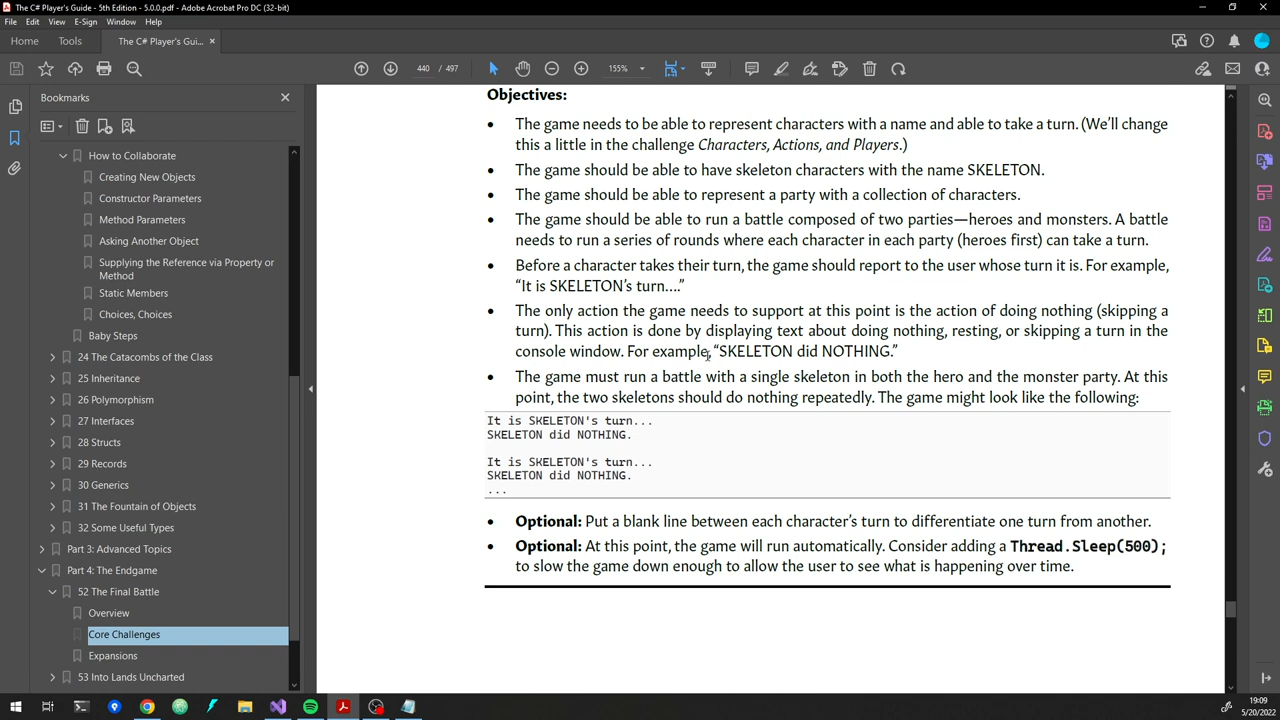 The C# Player's Guide - 5th Edition - 5.0.0.pdf - Adobe Acrobat Pro DC (32-bit)
File Edit View E-Sign Window Help
Home Tools The C# Player's Gui... ×
440 / 497 155%
Bookmarks
How to Collaborate
Creating New Objects
Constructor Parameters
Method Parameters
Asking Another Object
Supplying the Reference via Property or
Method
Static Members
Choices, Choices
Baby Steps
24 The Catacombs of the Class
25 Inheritance
26 Polymorphism
27 Interfaces
28 Structs
29 Records
30 Generics
31 The Fountain of Objects
32 Some Useful Types
Part 3: Advanced Topics
Part 4: The Endgame
52 The Final Battle
Overview
Core Challenges
Expansions
53 Into Lands Uncharted
Objectives:
• The game needs to be able to represent characters with a name and able to take a turn. (We'll change
this a little in the challenge Characters, Actions, and Players.)
• The game should be able to have skeleton characters with the name SKELETON.
• The game should be able to represent a party with a collection of characters.
• The game should be able to run a battle composed of two parties—heroes and monsters. A battle
needs to run a series of rounds where each character in each party (heroes first) can take a turn.
• Before a character takes their turn, the game should report to the user whose turn it is. For example,
“It is SKELETON's turn....”
• The only action the game needs to support at this point is the action of doing nothing (skipping a
turn). This action is done by displaying text about doing nothing, resting, or skipping a turn in the
console window. For example, “SKELETON did NOTHING.”
• The game must run a battle with a single skeleton in both the hero and the monster party. At this
point, the two skeletons should do nothing repeatedly. The game might look like the following:
It is SKELETON's turn...
SKELETON did NOTHING.
It is SKELETON's turn...
SKELETON did NOTHING.
...
• Optional: Put a blank line between each character's turn to differentiate one turn from another.
• Optional: At this point, the game will run automatically. Consider adding a Thread.Sleep(500);
to slow the game down enough to allow the user to see what is happening over time.
19:09
5/20/2022